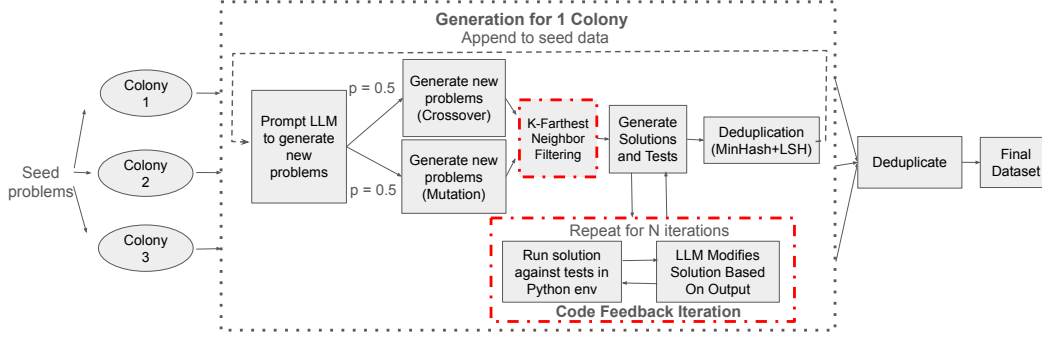 Generation for 1 Colony
Append to seed data
Seed
problems
Colony
1
Colony
2
Colony
3
Prompt LLM
to generate
new
problems
p = 0.5
p = 0.5
Generate new
problems
(Crossover)
Generate new
problems
(Mutation)
K-Farthest
Neighbor
Filtering
Generate
Solutions
and Tests
Deduplication
(MinHash+LSH)
Repeat for N iterations
Run solution
against tests in
Python env
LLM Modifies
Solution Based
On Output
Code Feedback Iteration
Deduplicate
Final
Dataset